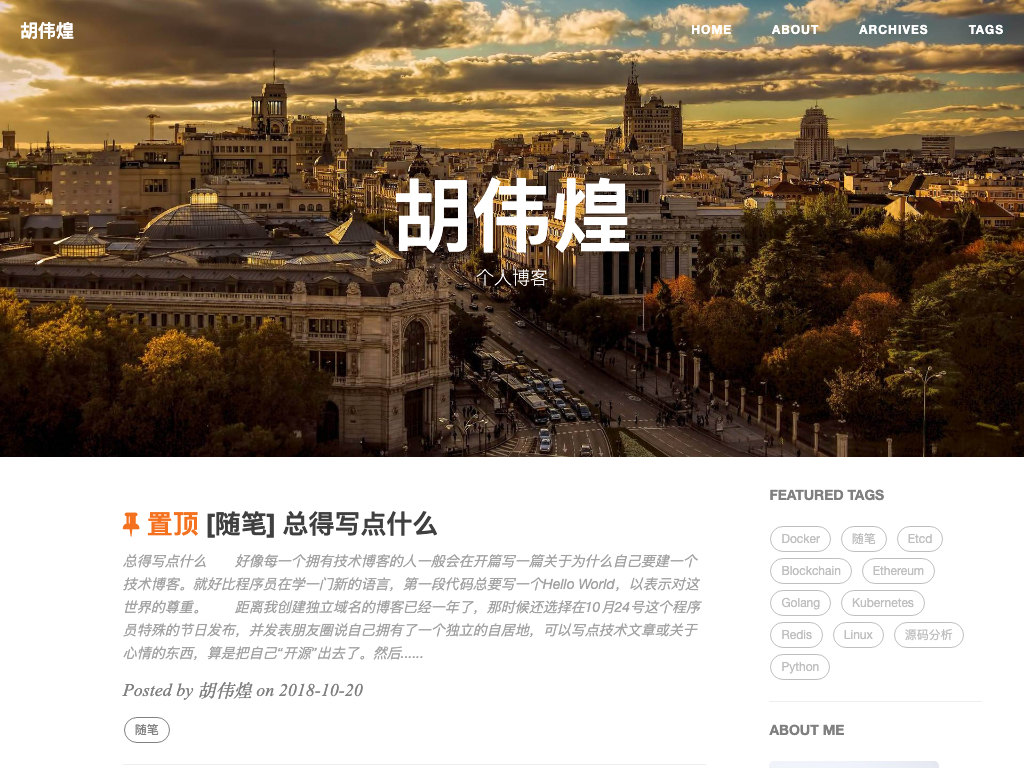 胡伟煌
HOME ABOUT ARCHIVES TAGS
胡伟煌
个人博客
置顶 [随笔] 总得写点什么
总得写点什么  好像每一个拥有技术博客的人一般会在开篇写一篇关于为什么自己要建一个
技术博客。就好比程序员在学一门新的语言，第一段代码总要写一个Hello World，以表示对这
世界的尊重。  距离我创建独立域名的博客已经一年了，那时候还选择在10月24号这个程序
员特殊的节日发布，并发表朋友圈说自己拥有了一个独立的自居地，可以写点技术文章或关于
心情的东西，算是把自己“开源”出去了。然后......
Posted by 胡伟煌 on 2018-10-20
随笔
FEATURED TAGS
Docker 随笔 Etcd
Blockchain Ethereum
Golang Kubernetes
Redis Linux 源码分析
Python
ABOUT ME